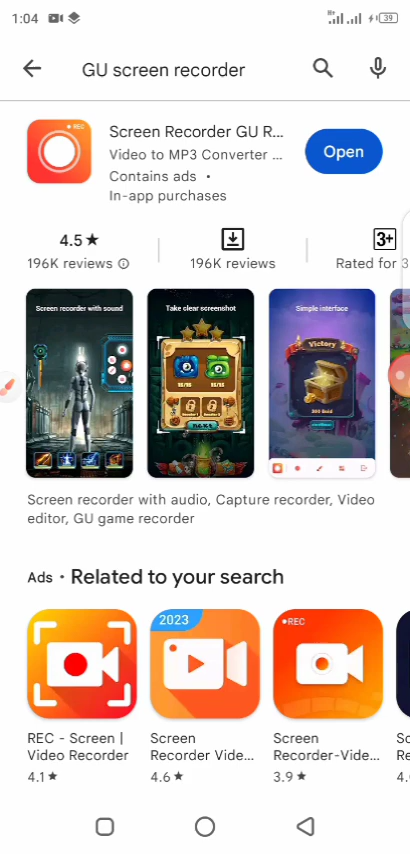 1:04
39
GU screen recorder
REC
Screen Recorder GU R...
Video to MP3 Converter ...
Contains ads •
In-app purchases
Open
4.5★
196K reviews
196K reviews
3+
Rated for 3
Screen recorder with sound
Take clear screenshot
Simple interface
Victory
Screen recorder with audio, Capture recorder, Video
editor, GU game recorder
Ads • Related to your search
2023
REC
REC - Screen |
Video Recorder
4.1 ★
Screen
Recorder Vide...
4.6 ★
Screen
Recorder-Vide...
3.9 ★
Sc
Re
4.